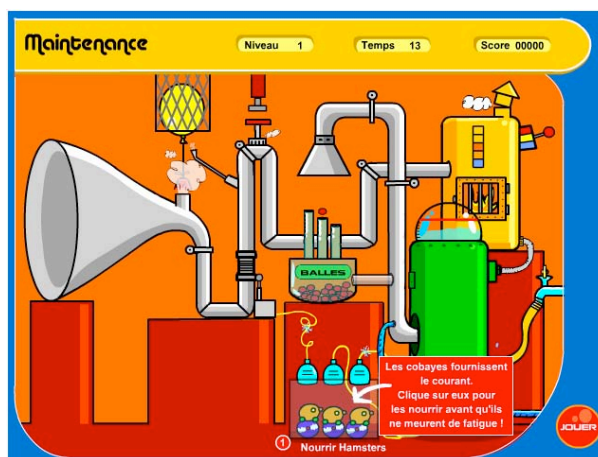 Maintenance
Niveau 1
Temps 13
Score 00000
BALLES
Les cobayes fournissent
le courant.
Clique sur eux pour
les nourrir avant qu'ils
ne meurent de fatigue !
1 Nourrir Hamsters
JOUER